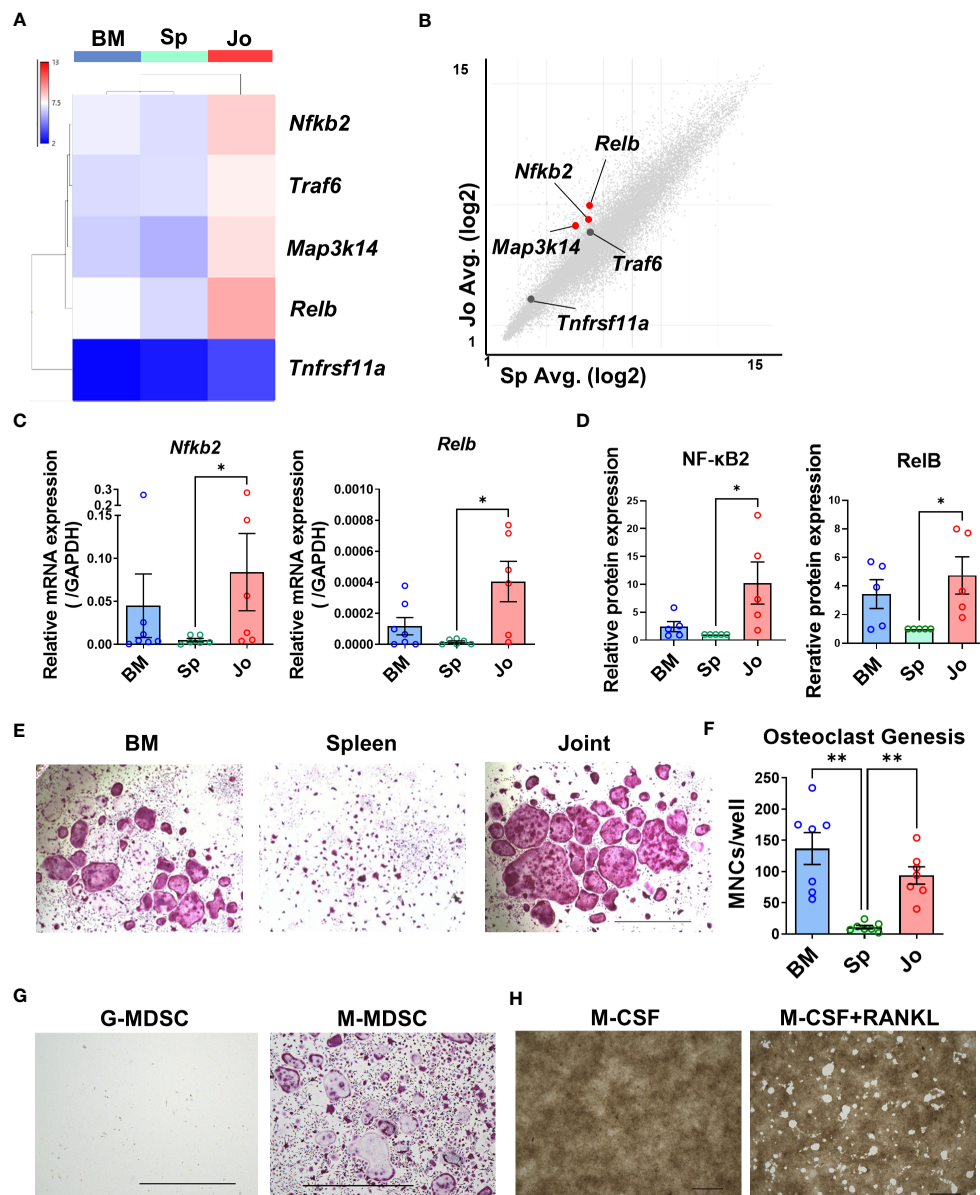 A
BM Sp Jo
13
7.5
2
Nfkb2
Traf6
Map3k14
Relb
Tnfrsf11a
B
15
Jo Avg. (log2)
1
Relb
Nfkb2
Map3k14
Traf6
Tnfrsf11a
1
15
Sp Avg. (log2)
C
Nfkb2
Relative mRNA expression
( /GAPDH)
0.3
0.2
0.15
0.10
0.05
0.00
*
BM Sp Jo
Relb
Relative mRNA expression
( /GAPDH)
0.0010
0.0008
0.0006
0.0004
0.0002
0.0000
*
BM Sp Jo
D
NF-κB2
Relative protein expression
25
20
15
10
5
0
*
BM Sp Jo
RelB
Rerative protein expression
10
8
6
4
2
0
*
BM Sp Jo
E
BM Spleen Joint
F
Osteoclast Genesis
MNCs/well
250
200
150
100
50
0
** **
BM Sp Jo
G
G-MDSC M-MDSC
H
M-CSF M-CSF+RANKL